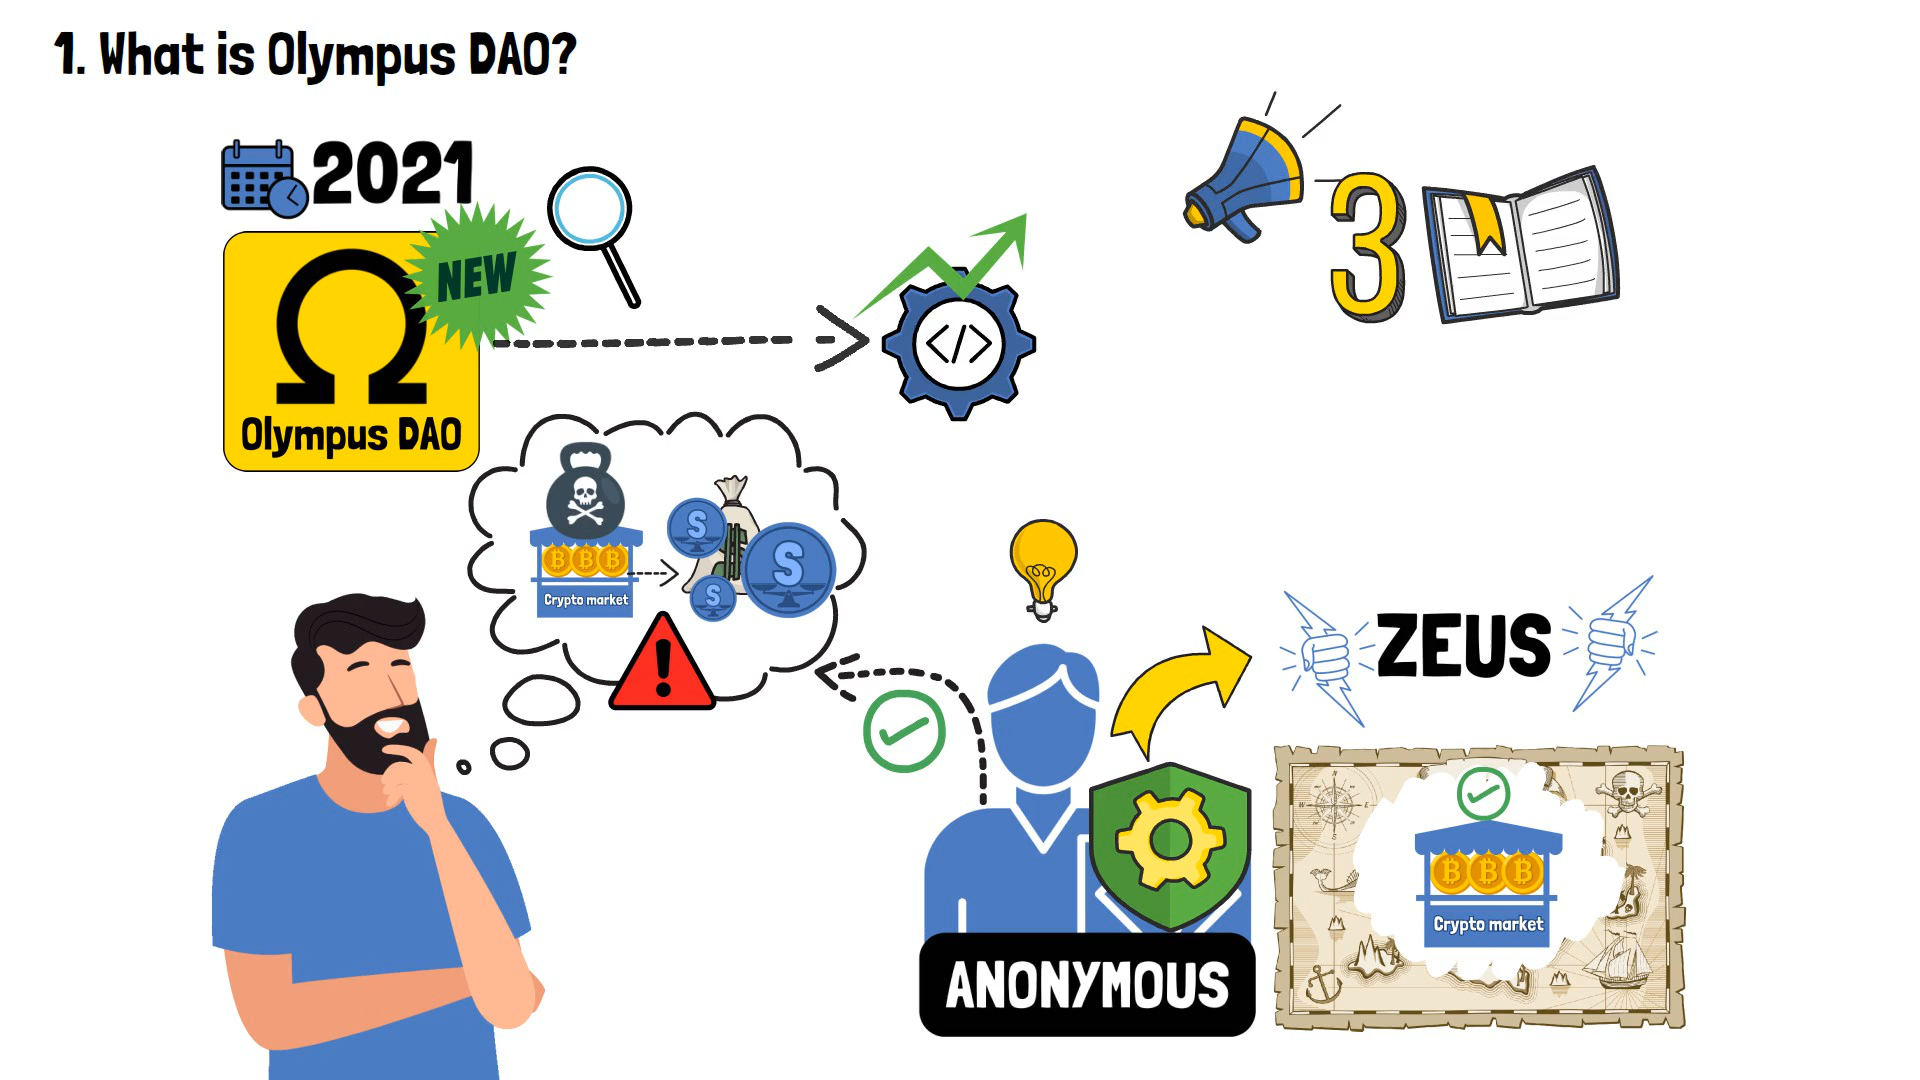 1. What is Olympus DAO?
2021
NEW
Olympus DAO
3
S
S
S
B B B
Crypto market
ZEUS
N
W E
S
B B B
Crypto market
ANONYMOUS